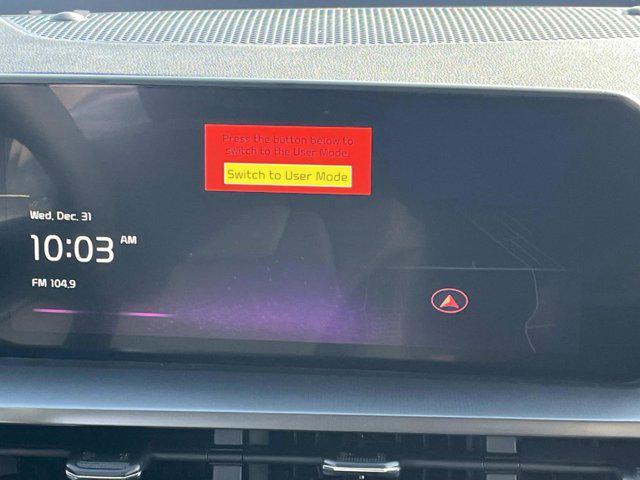 Press the button below to
switch to the User Mode.
Switch to User Mode
Wed, Dec. 31
10:03 AM
FM 104.9